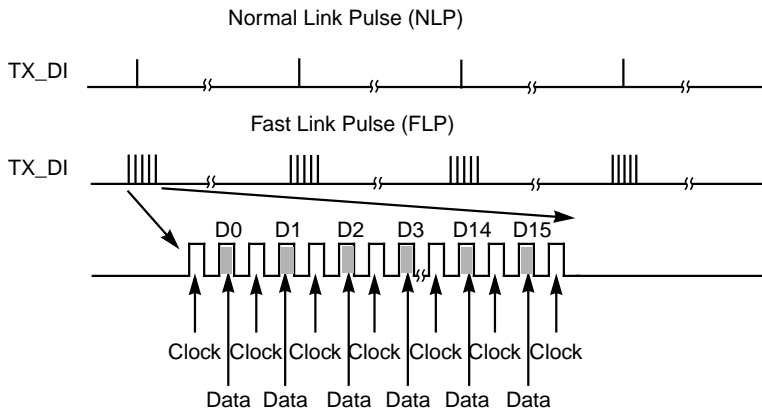 Normal Link Pulse (NLP)
TX_DI
Fast Link Pulse (FLP)
TX_DI
D0 D1 D2 D3 D14 D15
Clock Clock Clock Clock Clock Clock Clock
Data Data Data Data Data Data